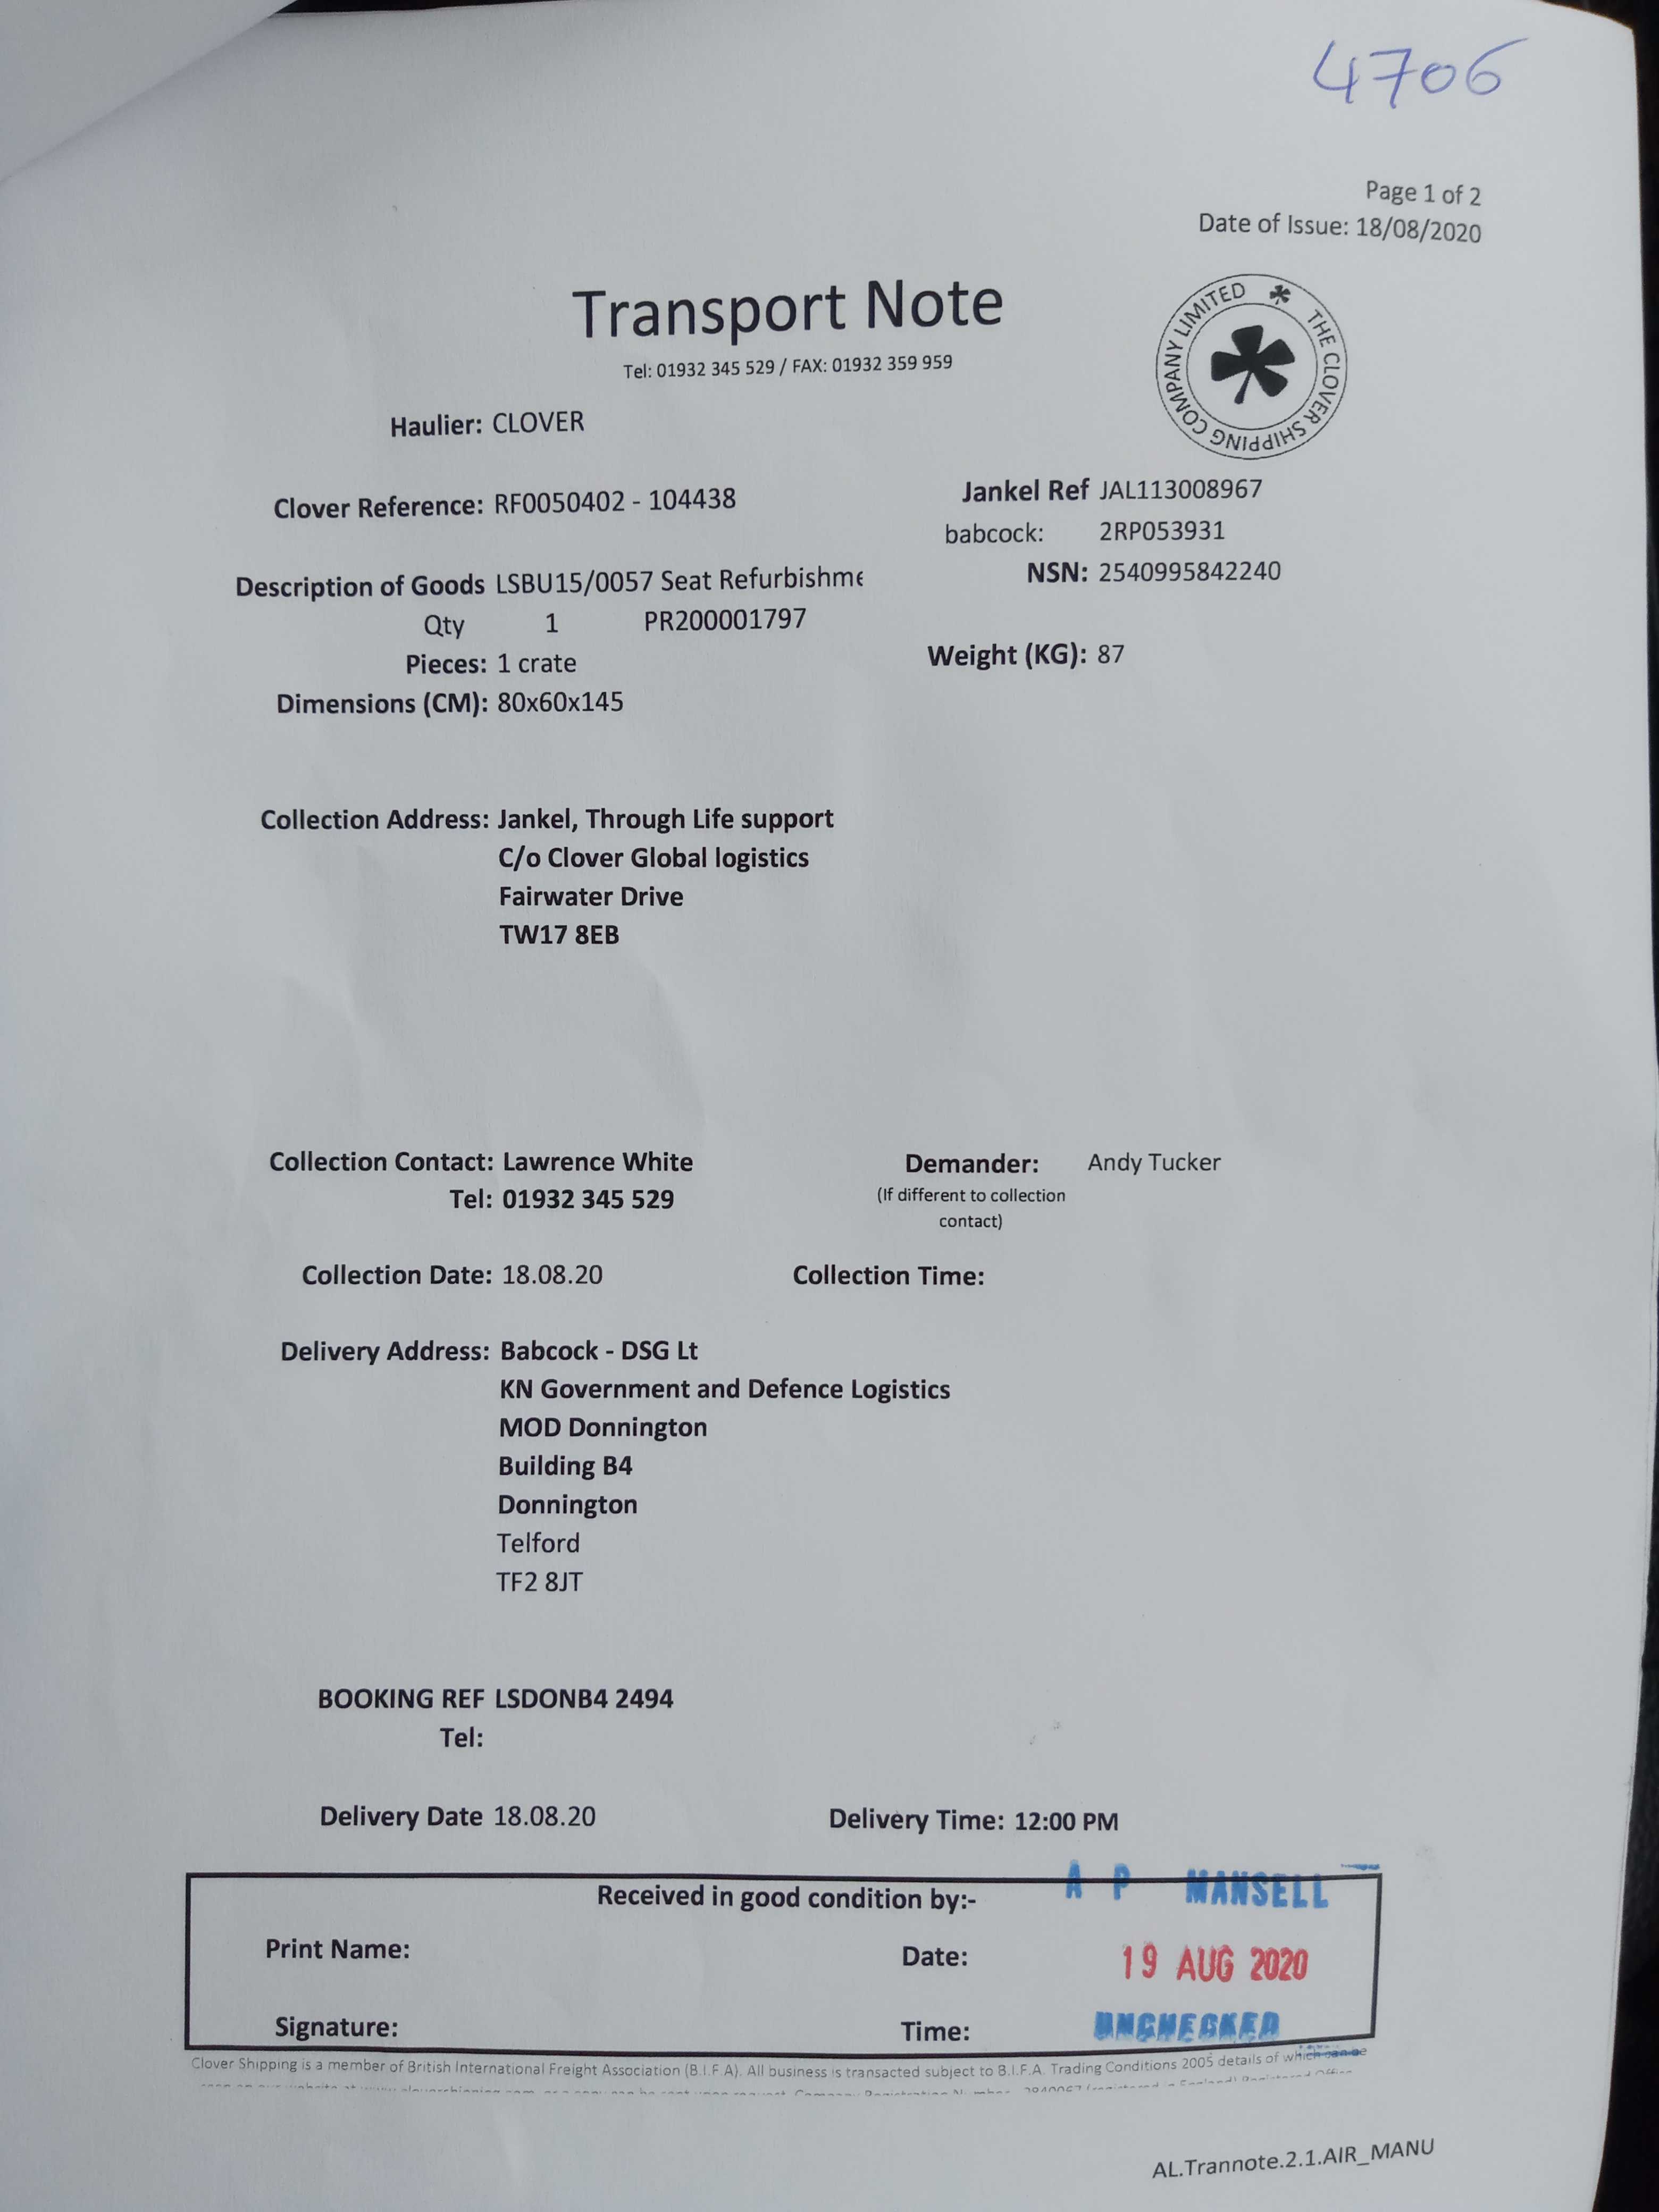 4706
Page 1 of 2
Date of Issue: 18/08/2020
Transport Note
Tel: 01932 345 529 / FAX: 01932 359 959
THE CLOVER SHIPPING COMPANY LIMITED
Haulier: CLOVER
Clover Reference: RF0050402 - 104438
Jankel Ref JAL113008967
babcock: 2RP053931
Description of Goods LSBU15/0057 Seat Refurbishme
NSN: 2540995842240
Qty 1 PR200001797
Pieces: 1 crate
Weight (KG): 87
Dimensions (CM): 80x60x145
Collection Address: Jankel, Through Life support
C/o Clover Global logistics
Fairwater Drive
TW17 8EB
Collection Contact: Lawrence White
Demander: Andy Tucker
Tel: 01932 345 529
(If different to collection
contact)
Collection Date: 18.08.20
Collection Time:
Delivery Address: Babcock - DSG Lt
KN Government and Defence Logistics
MOD Donnington
Building B4
Donnington
Telford
TF2 8JT
BOOKING REF LSDONB4 2494
Tel:
Delivery Date 18.08.20
Delivery Time: 12:00 PM
A P MANSELL
Received in good condition by:-
Print Name:
Date: 19 AUG 2020
Signature:
Time: UNCHECKED
Clover Shipping is a member of British International Freight Association (B.I.F.A). All business is transacted subject to B.I.F.A. Trading Conditions 2005 details of which can be
AL.Trannote.2.1.AIR_MANU